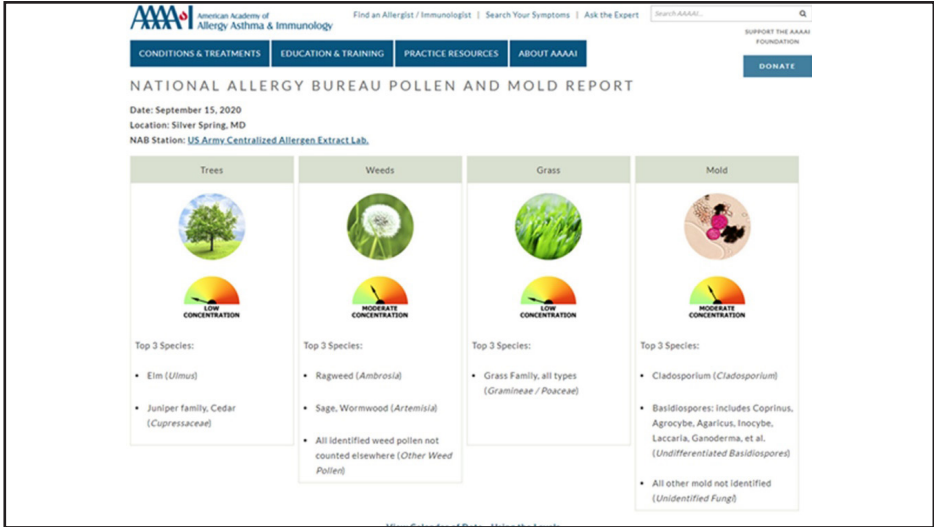 AAAAI American Academy of
Allergy Asthma & Immunology
Find an Allergist / Immunologist | Search Your Symptoms | Ask the Expert
Search AAAAI...
SUPPORT THE AAAAI
FOUNDATION
DONATE
CONDITIONS & TREATMENTS
EDUCATION & TRAINING
PRACTICE RESOURCES
ABOUT AAAAI
NATIONAL ALLERGY BUREAU POLLEN AND MOLD REPORT
Date: September 15, 2020
Location: Silver Spring, MD
NAB Station: US Army Centralized Allergen Extract Lab.
Trees
LOW
CONCENTRATION
Top 3 Species:
• Elm (Ulmus)
• Juniper family, Cedar
(Cupressaceae)
Weeds
MODERATE
CONCENTRATION
Top 3 Species:
• Ragweed (Ambrosia)
• Sage, Wormwood (Artemisia)
• All identified weed pollen not
counted elsewhere (Other Weed
Pollen)
Grass
LOW
CONCENTRATION
Top 3 Species:
• Grass Family, all types
(Gramineae / Poaceae)
Mold
MODERATE
CONCENTRATION
Top 3 Species:
• Cladosporium (Cladosporium)
• Basidiospores: includes Coprinus,
Agrocybe, Agaricus, Inocybe,
Laccaria, Ganoderma, et al.
(Undifferentiated Basidiospores)
• All other mold not identified
(Unidentified Fungi)